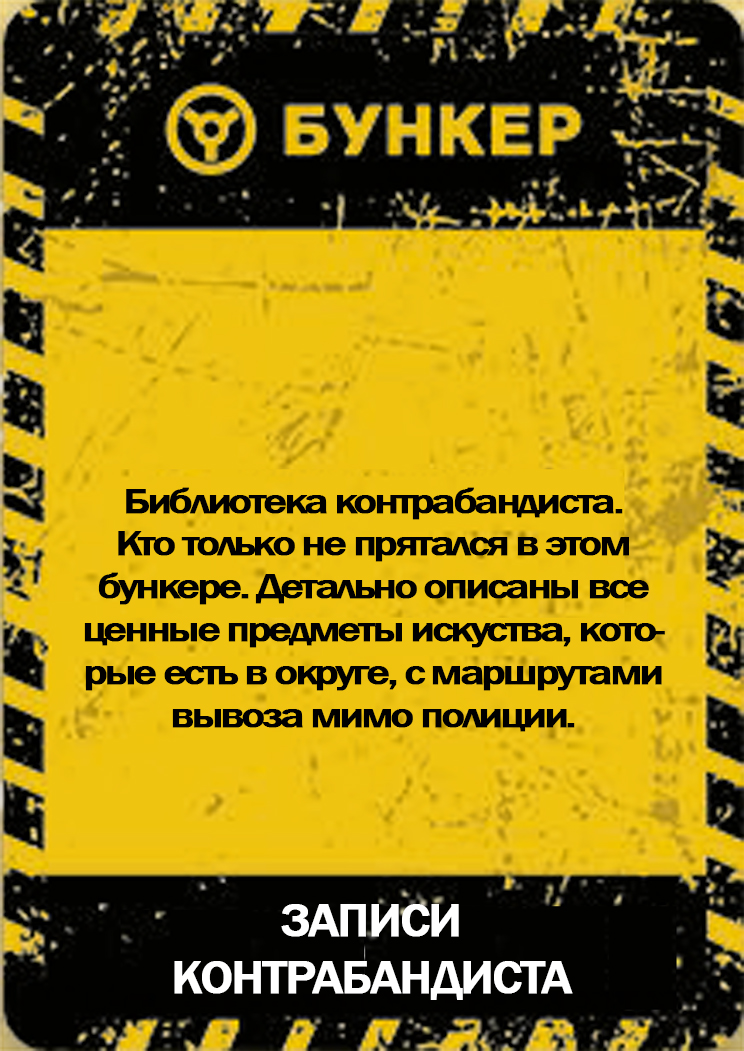 БУНКЕР
Библиотека контрабандиста.
Кто только не прятался в этом
бункере. Детально описаны все
ценные предметы искуства, кото-
рые есть в округе, с маршрутами
вывоза мимо полиции.
ЗАПИСИ
КОНТРАБАНДИСТА